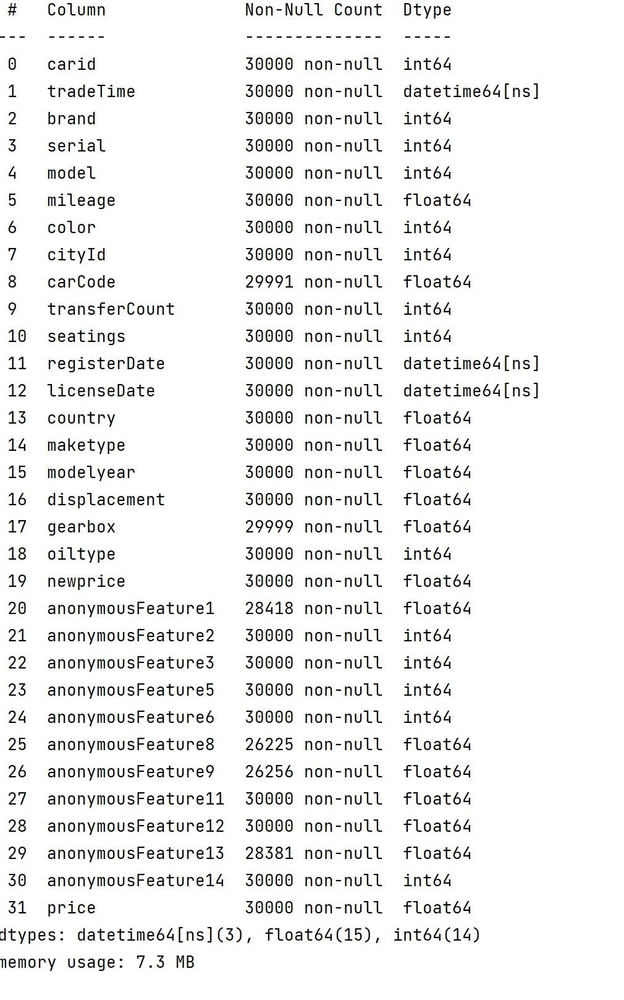 #   Column              Non-Null Count  Dtype
---  ------              --------------  -----
0   carid               30000 non-null  int64
1   tradeTime           30000 non-null  datetime64[ns]
2   brand               30000 non-null  int64
3   serial              30000 non-null  int64
4   model               30000 non-null  int64
5   mileage             30000 non-null  float64
6   color               30000 non-null  int64
7   cityId              30000 non-null  int64
8   carCode             29991 non-null  float64
9   transferCount       30000 non-null  int64
10  seatings            30000 non-null  int64
11  registerDate        30000 non-null  datetime64[ns]
12  licenseDate         30000 non-null  datetime64[ns]
13  country             30000 non-null  float64
14  maketype            30000 non-null  float64
15  modelyear           30000 non-null  float64
16  displacement        30000 non-null  float64
17  gearbox             29999 non-null  float64
18  oiltype             30000 non-null  int64
19  newprice            30000 non-null  float64
20  anonymousFeature1   28418 non-null  float64
21  anonymousFeature2   30000 non-null  int64
22  anonymousFeature3   30000 non-null  int64
23  anonymousFeature5   30000 non-null  int64
24  anonymousFeature6   30000 non-null  int64
25  anonymousFeature8   26225 non-null  float64
26  anonymousFeature9   26256 non-null  float64
27  anonymousFeature11  30000 non-null  float64
28  anonymousFeature12  30000 non-null  float64
29  anonymousFeature13  28381 non-null  float64
30  anonymousFeature14  30000 non-null  int64
31  price               30000 non-null  float64
dtypes: datetime64[ns](3), float64(15), int64(14)
memory usage: 7.3 MB